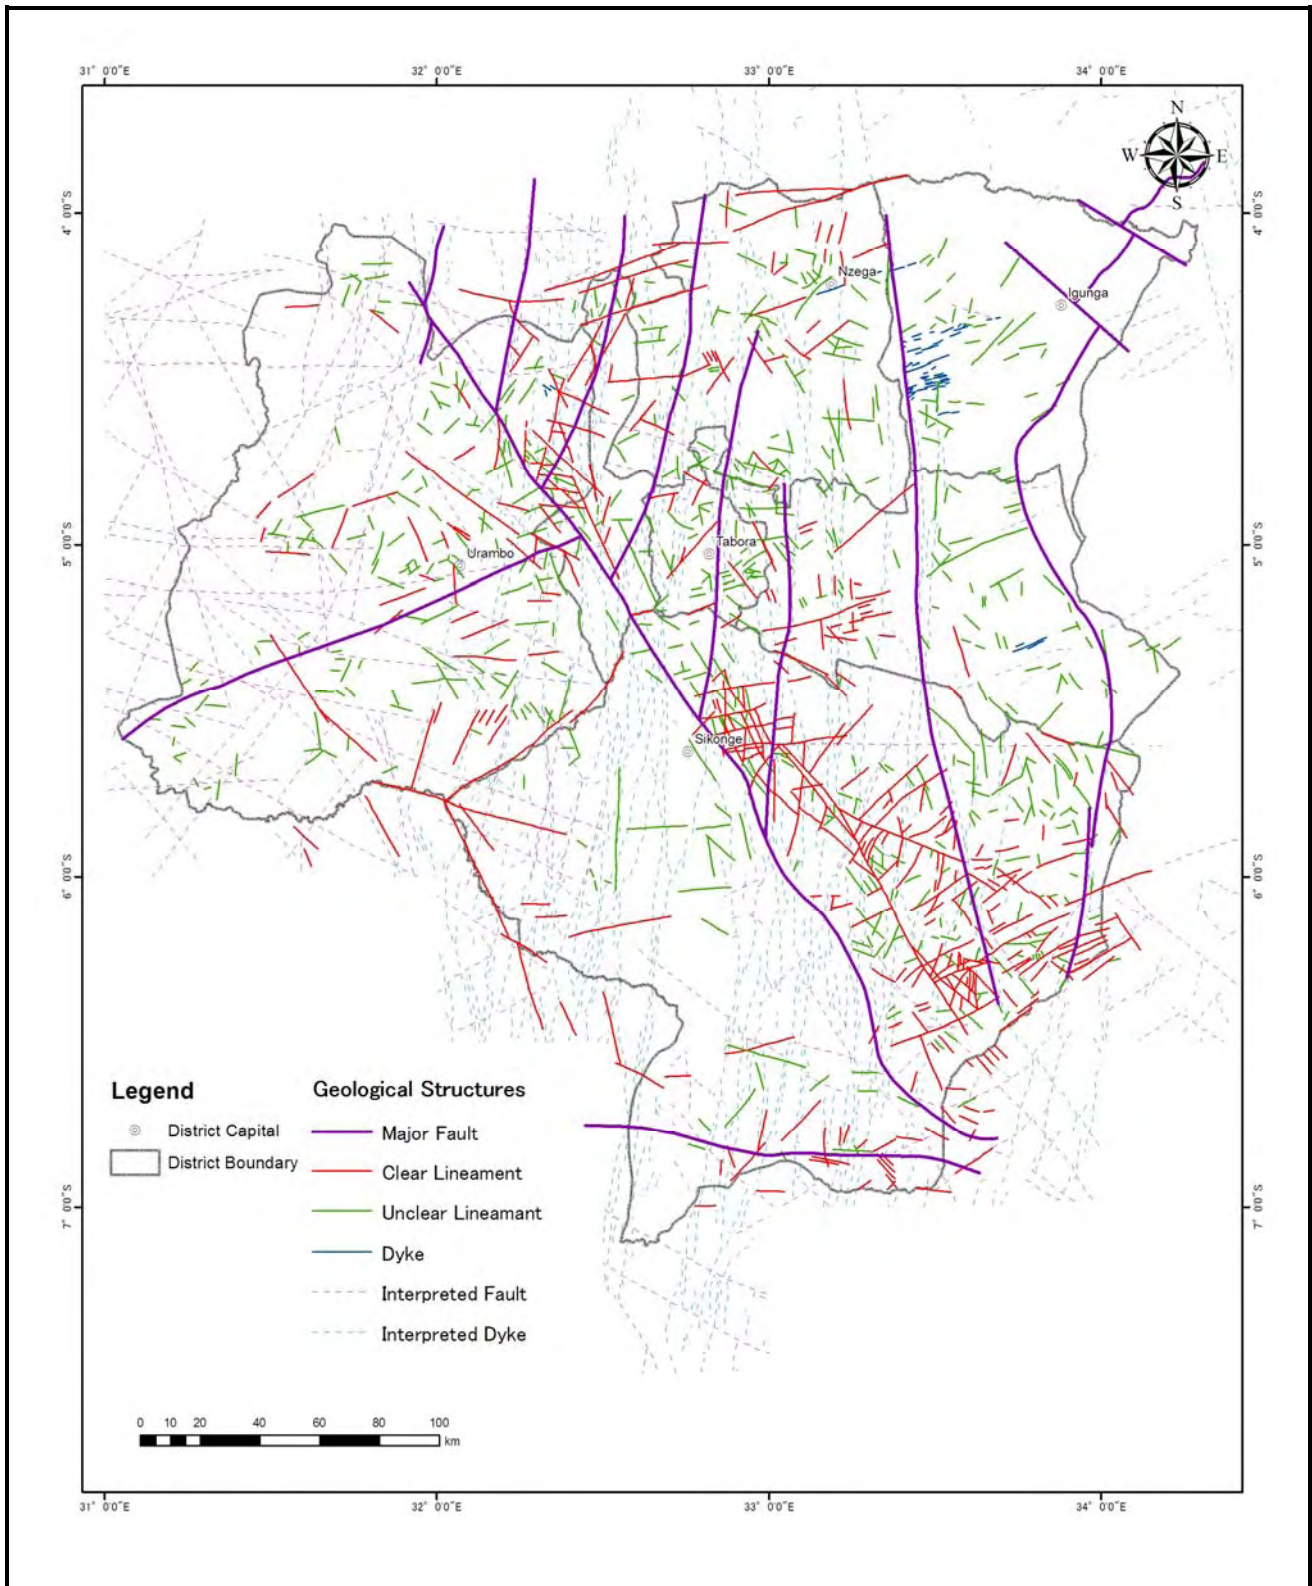 31° 0'0"E
32° 0'0"E
33° 0'0"E
34° 0'0"E
N
W
E
S
4° 0'0"S
4° 0'0"S
Nzega
Igunga
5° 0'0"S
5° 0'0"S
Tabora
Urambo
Sikonge
6° 0'0"S
6° 0'0"S
Legend
Geological Structures
District Capital
Major Fault
District Boundary
Clear Lineament
Unclear Lineamant
7° 0'0"S
7° 0'0"S
Dyke
Interpreted Fault
Interpreted Dyke
0 10 20 40 60 80 100
km
31° 0'0"E
32° 0'0"E
33° 0'0"E
34° 0'0"E